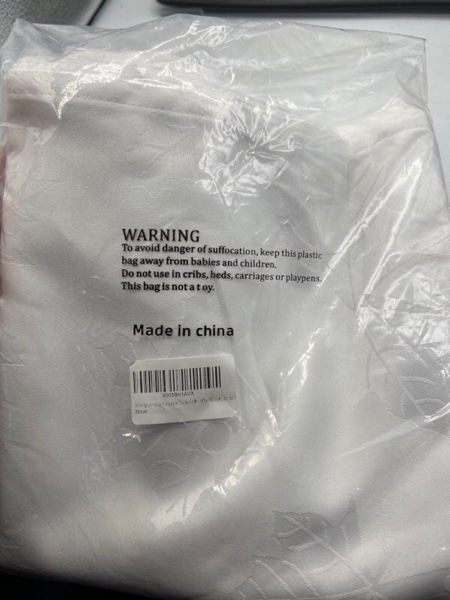 WARNING
To avoid danger of suffocation, keep this plastic
bag away from babies and children.
Do not use in cribs, beds, carriages or playpens.
This bag is not a t oy.
Made in china
New